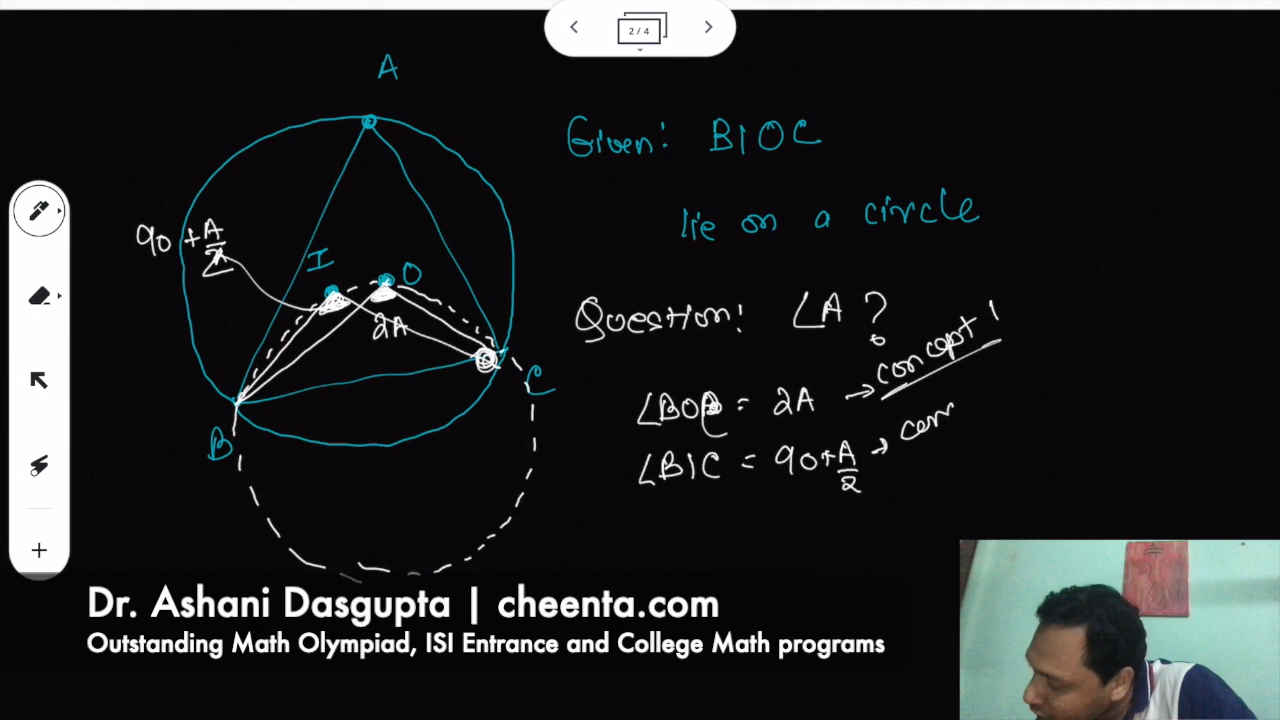 2 / 4
A
Given: BIOC
lie on a circle
90 + A/2
I
O
2A
Question: ∠A ?
concept 1
C
∠BOC = 2A →
B
∠BIC = 90 + A/2 →
Dr. Ashani Dasgupta | cheenta.com
Outstanding Math Olympiad, ISI Entrance and College Math programs